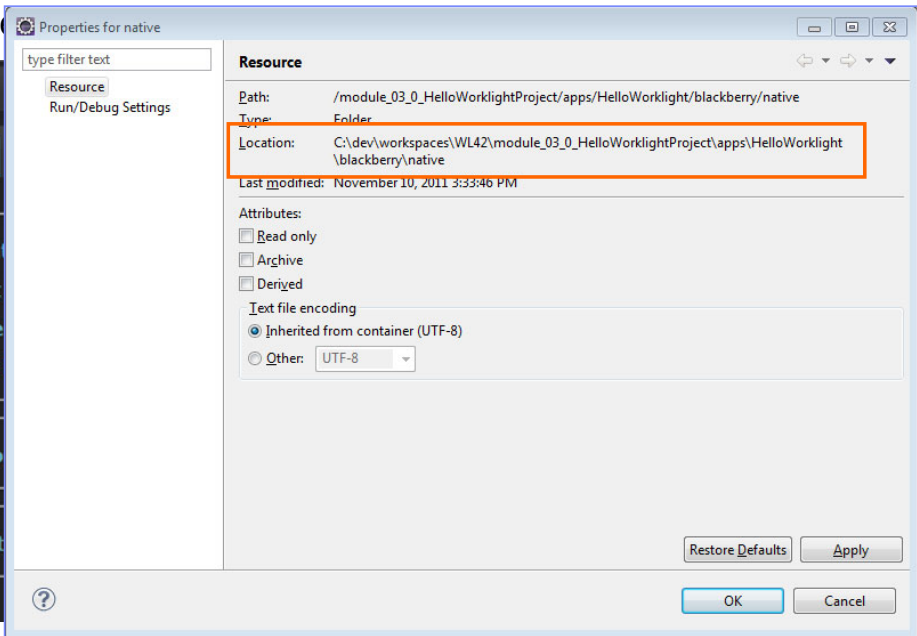 Properties for native
type filter text
Resource
Run/Debug Settings
Resource
Path: /module_03_0_HelloWorklightProject/apps/HelloWorklight/blackberry/native
Type: Folder
Location: C:\dev\workspaces\WL42\module_03_0_HelloWorklightProject\apps\HelloWorklight
\blackberry\native
Last modified: November 10, 2011 3:33:46 PM
Attributes:
Read only
Archive
Derived
Text file encoding
Inherited from container (UTF-8)
Other: UTF-8
Restore Defaults Apply
? OK Cancel